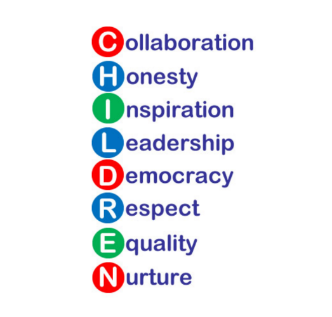 Collaboration
Honesty
Inspiration
Leadership
Democracy
Respect
Equality
Nurture